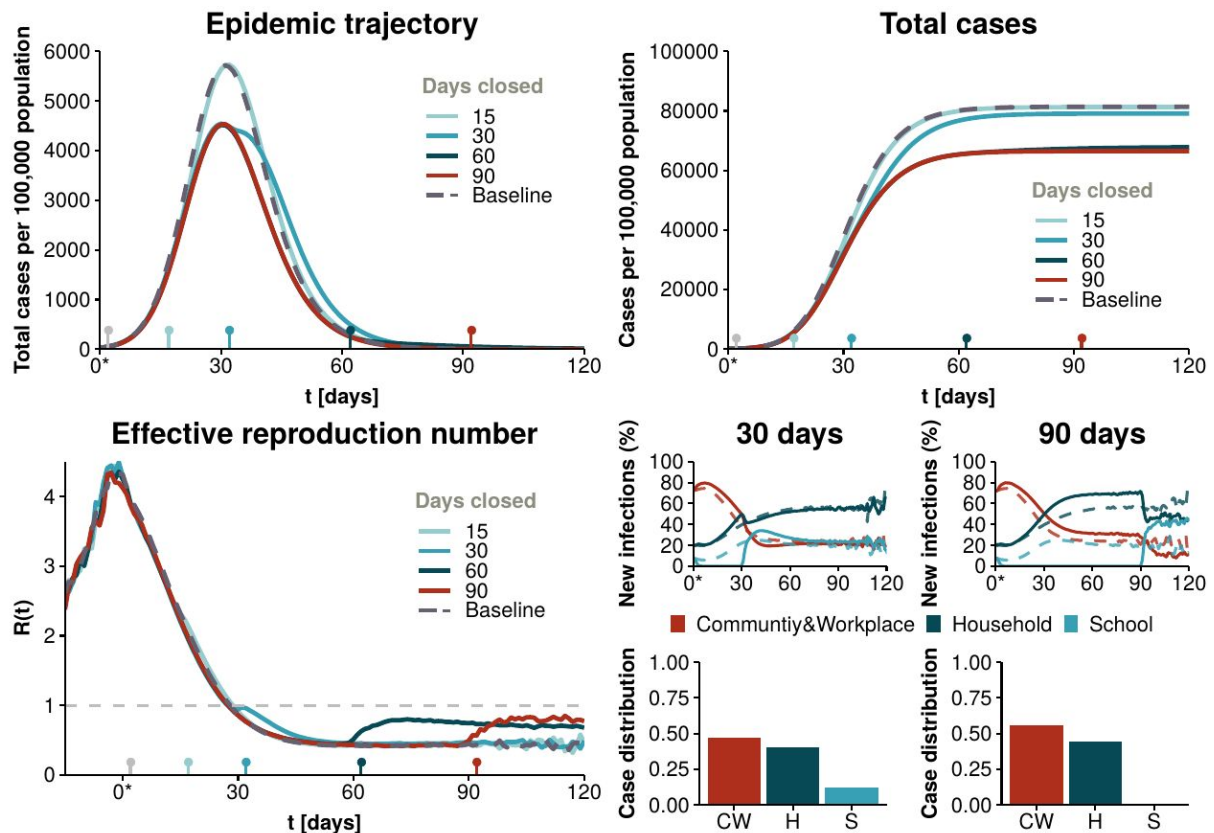 Epidemic trajectory
Total cases per 100,000 population
6000
5000
4000
3000
2000
1000
0
0*
30
60
90
120
t [days]
Days closed
15
30
60
90
Baseline
Total cases
Cases per 100,000 population
100000
80000
60000
40000
20000
0
0*
30
60
90
120
t [days]
Days closed
15
30
60
90
Baseline
Effective reproduction number
R(t)
4
3
2
1
0
0*
30
60
90
120
t [days]
Days closed
15
30
60
90
Baseline
30 days
New infections (%)
100
80
60
40
20
0
0*
30
60
90
120
90 days
New infections (%)
100
80
60
40
20
0
0*
30
60
90
120
Communtiy&Workplace
Household
School
Case distribution
1.00
0.75
0.50
0.25
0.00
CW
H
S
Case distribution
1.00
0.75
0.50
0.25
0.00
CW
H
S